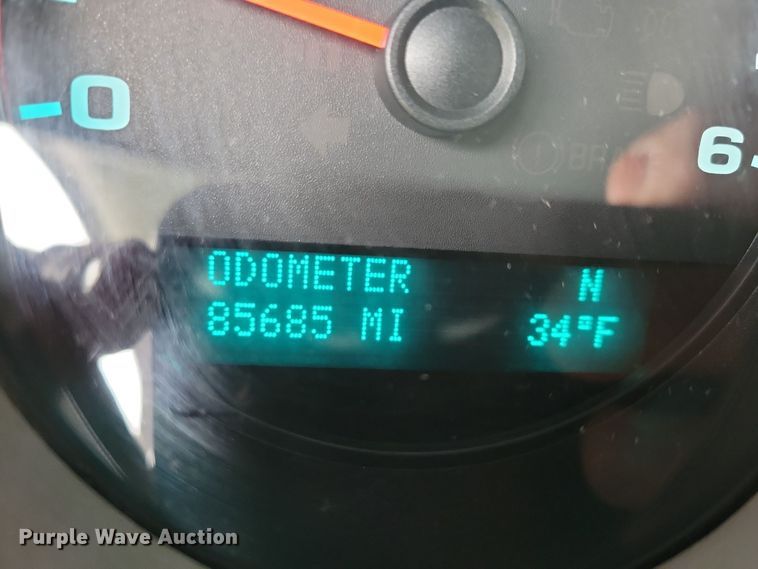 0
6
ODOMETER N
85685 MI 34°F
Purple Wave Auction